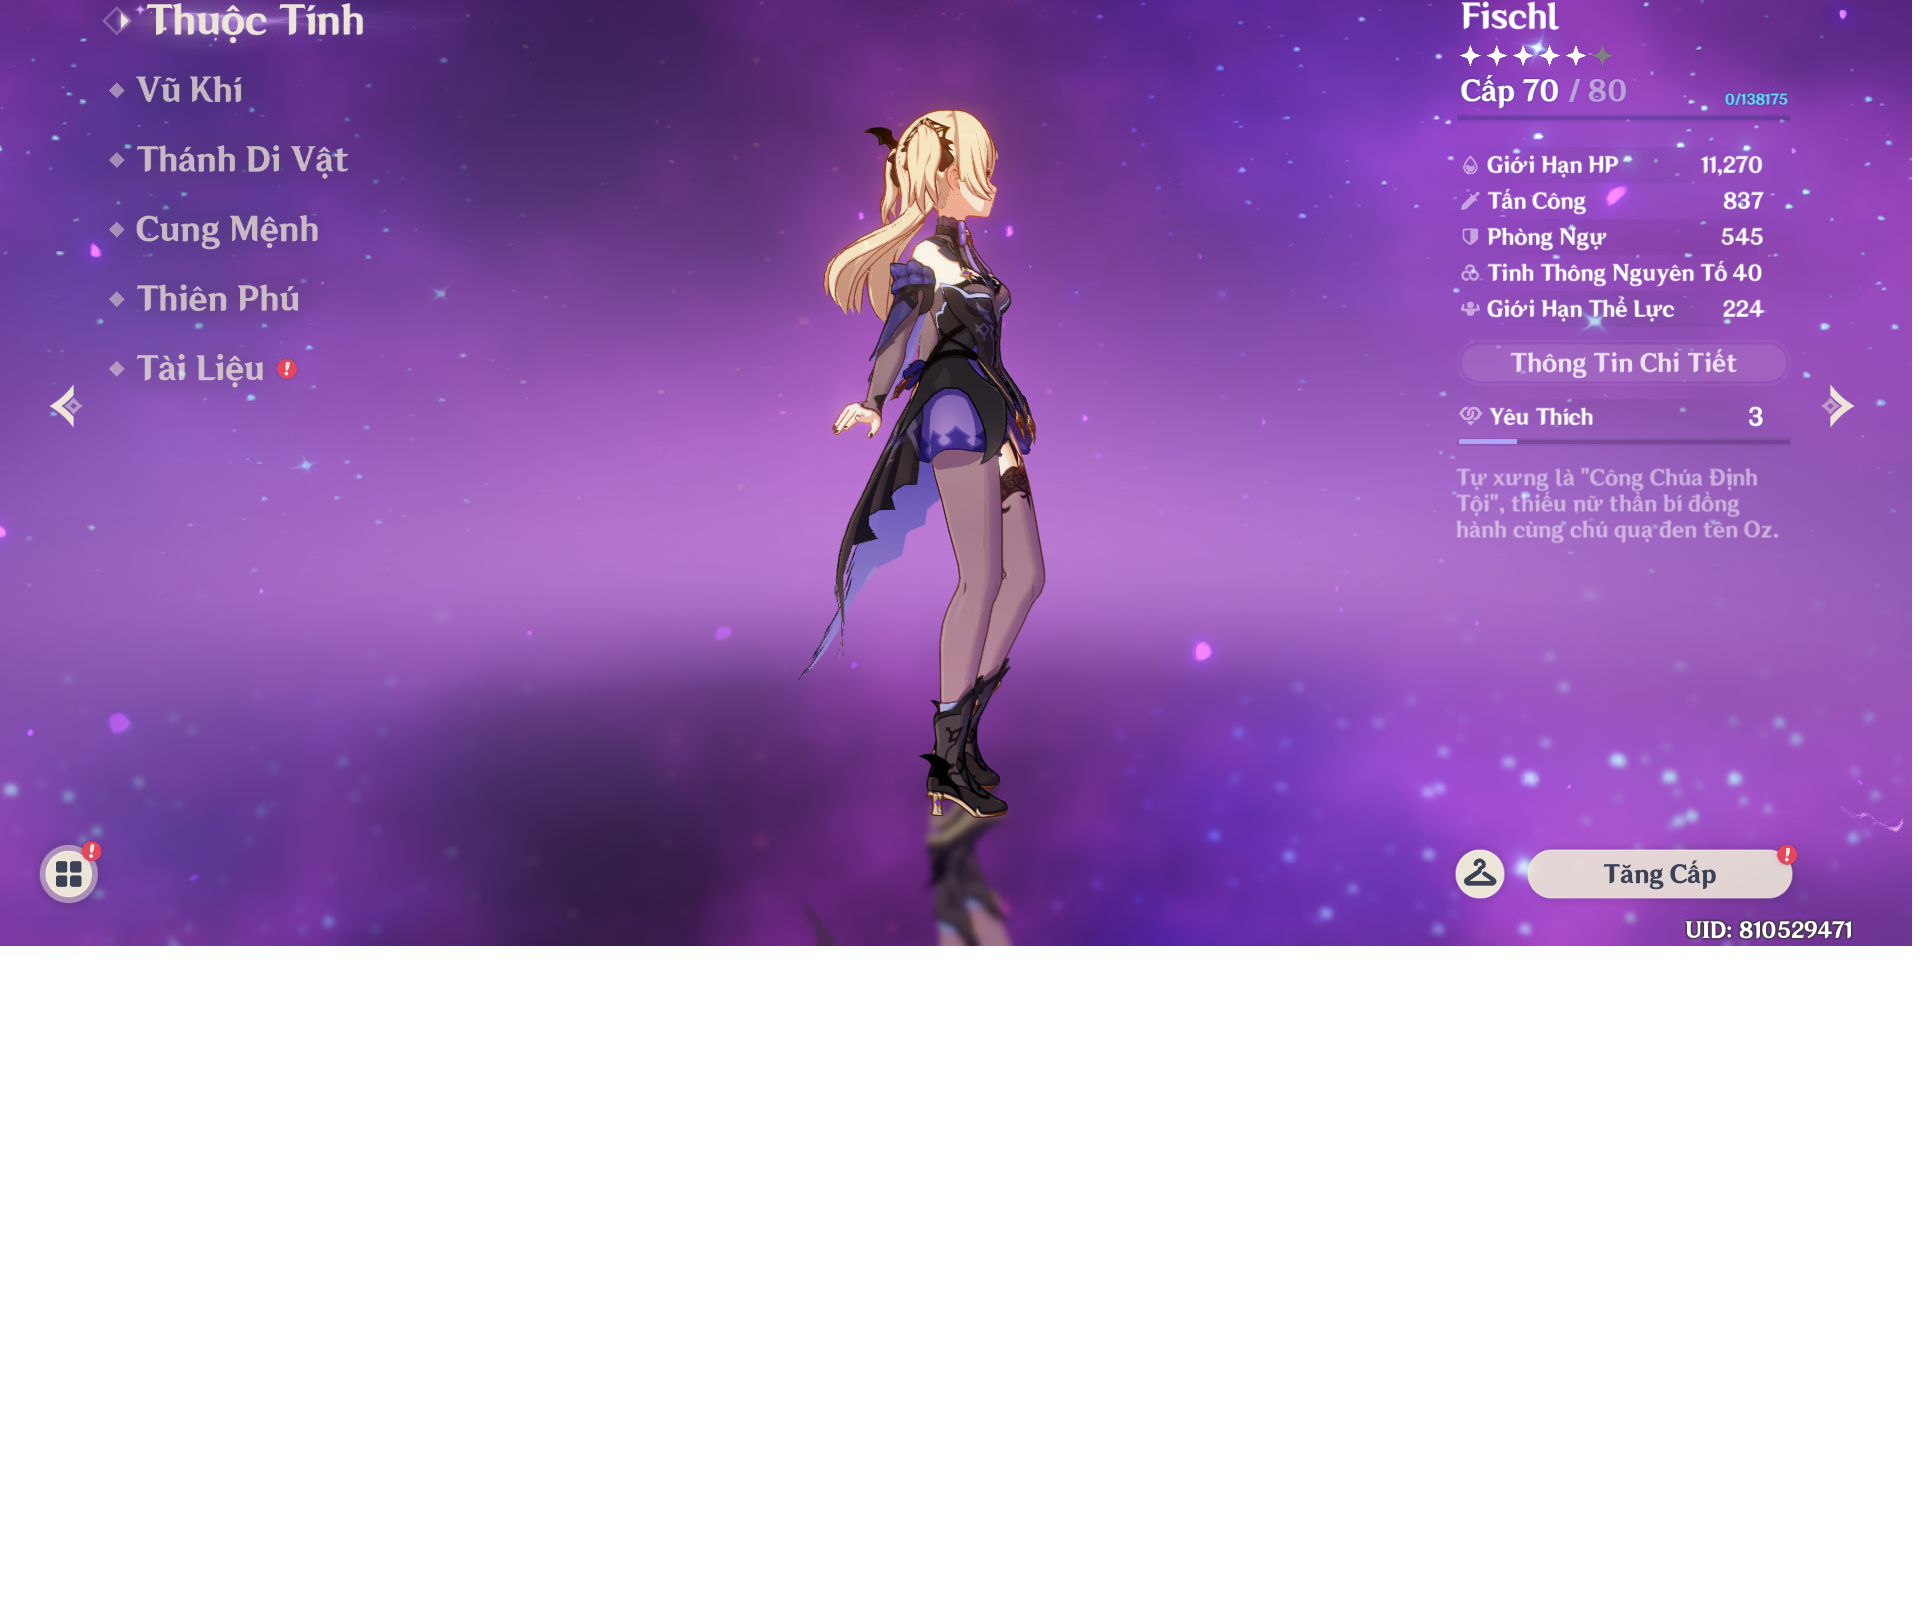 Thuộc Tính
Vũ Khí
Thánh Di Vật
Cung Mệnh
Thiên Phú
Tài Liệu
Fischl
Cấp 70 / 80
0/138175
Giới Hạn HP 11,270
Tấn Công 837
Phòng Ngự 545
Tinh Thông Nguyên Tố 40
Giới Hạn Thể Lực 224
Thông Tin Chi Tiết
Yêu Thích 3
Tự xưng là "Công Chúa Định
Tội", thiếu nữ thần bí đồng
hành cùng chú quạ đen tên Oz.
Tăng Cấp
UID: 810529471